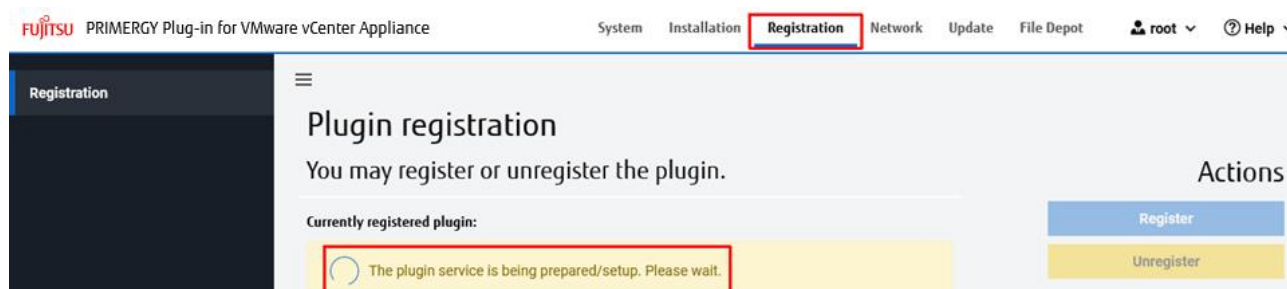 FUJITSU PRIMERGY Plug-in for VMware vCenter Appliance System Installation Registration Network Update File Depot root Help
Registration
Plugin registration
You may register or unregister the plugin.
Actions
Currently registered plugin:
Register
The plugin service is being prepared/setup. Please wait.
Unregister